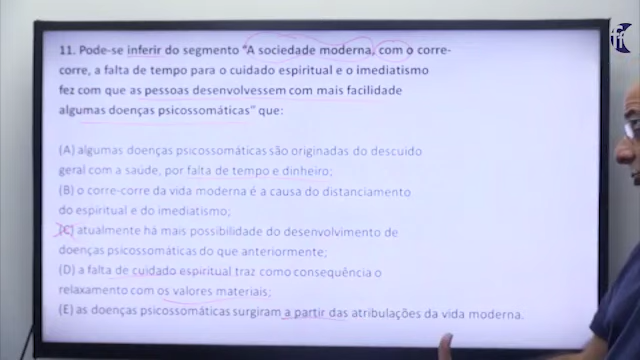 11. Pode-se inferir do segmento "A sociedade moderna, com o corre-
corre, a falta de tempo para o cuidado espiritual e o imediatismo
fez com que as pessoas desenvolvessem com mais facilidade
algumas doenças psicossomáticas" que:
(A) algumas doenças psicossomáticas são originadas do descuido
geral com a saúde, por falta de tempo e dinheiro;
(B) o corre-corre da vida moderna é a causa do distanciamento
do espiritual e do imediatismo;
(C) atualmente há mais possibilidade do desenvolvimento de
doenças psicossomáticas do que anteriormente;
(D) a falta de cuidado espiritual traz como consequência o
relaxamento com os valores materiais;
(E) as doenças psicossomáticas surgiram a partir das atribulações da vida moderna.